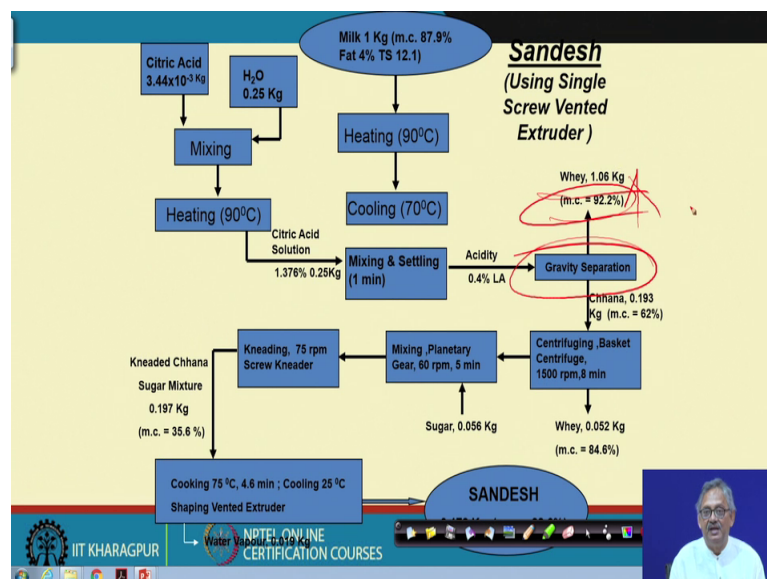 Milk 1 Kg (m.c. 87.9%
Fat 4% TS 12.1)
Sandesh
(Using Single
Screw Vented
Extruder )
Citric Acid
3.44x10-3 Kg
H2O
0.25 Kg
Mixing
Heating (90⁰C)
Heating (90⁰C)
Cooling (70⁰C)
Citric Acid
Solution
1.376% 0.25Kg
Mixing & Settling
(1 min)
Acidity
0.4% LA
Whey, 1.06 Kg
(m.c. = 92.2%)
Gravity Separation
Chhana, 0.193
Kg (m.c. = 62%)
Centrifuging ,Basket
Centrifuge,
1500 rpm,8 min
Whey, 0.052 Kg
(m.c. = 84.6%)
Mixing ,Planetary
Gear, 60 rpm, 5 min
Sugar, 0.056 Kg
Kneading, 75 rpm
Screw Kneader
Kneaded Chhana
Sugar Mixture
0.197 Kg
(m.c. = 35.6 %)
Cooking 75 ⁰C, 4.6 min ; Cooling 25 ⁰C
Shaping Vented Extruder
Water Vapour, 0.019 Kg
SANDESH
IIT KHARAGPUR
NPTEL ONLINE
CERTIFICATION COURSES